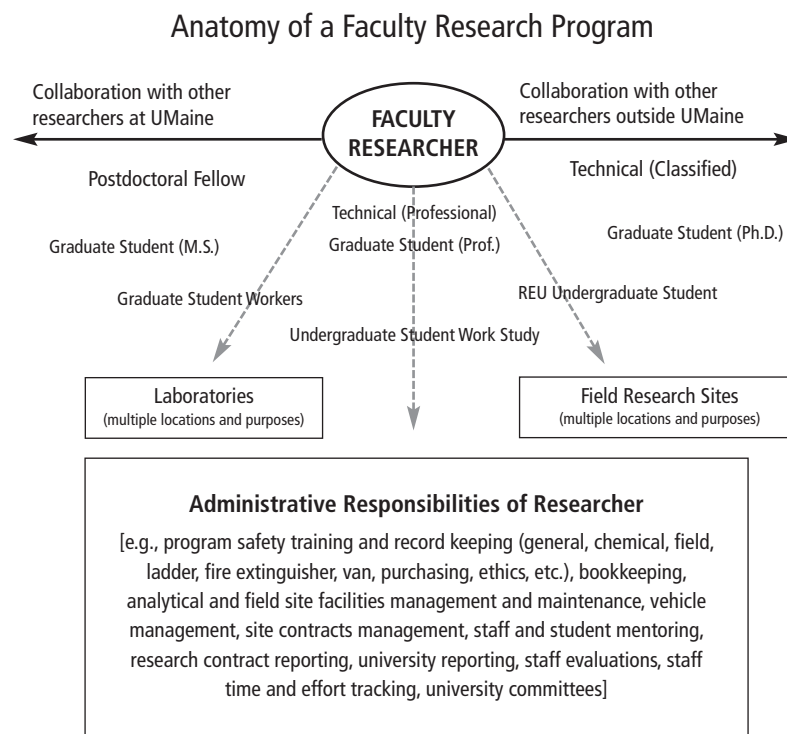 Anatomy of a Faculty Research Program
Collaboration with other
researchers at UMaine
FACULTY
RESEARCHER
Collaboration with other
researchers outside UMaine
Postdoctoral Fellow
Technical (Classified)
Technical (Professional)
Graduate Student (M.S.)
Graduate Student (Prof.)
Graduate Student (Ph.D.)
Graduate Student Workers
REU Undergraduate Student
Undergraduate Student Work Study
Laboratories
(multiple locations and purposes)
Field Research Sites
(multiple locations and purposes)
Administrative Responsibilities of Researcher
[e.g., program safety training and record keeping (general, chemical, field,
ladder, fire extinguisher, van, purchasing, ethics, etc.), bookkeeping,
analytical and field site facilities management and maintenance, vehicle
management, site contracts management, staff and student mentoring,
research contract reporting, university reporting, staff evaluations, staff
time and effort tracking, university committees]